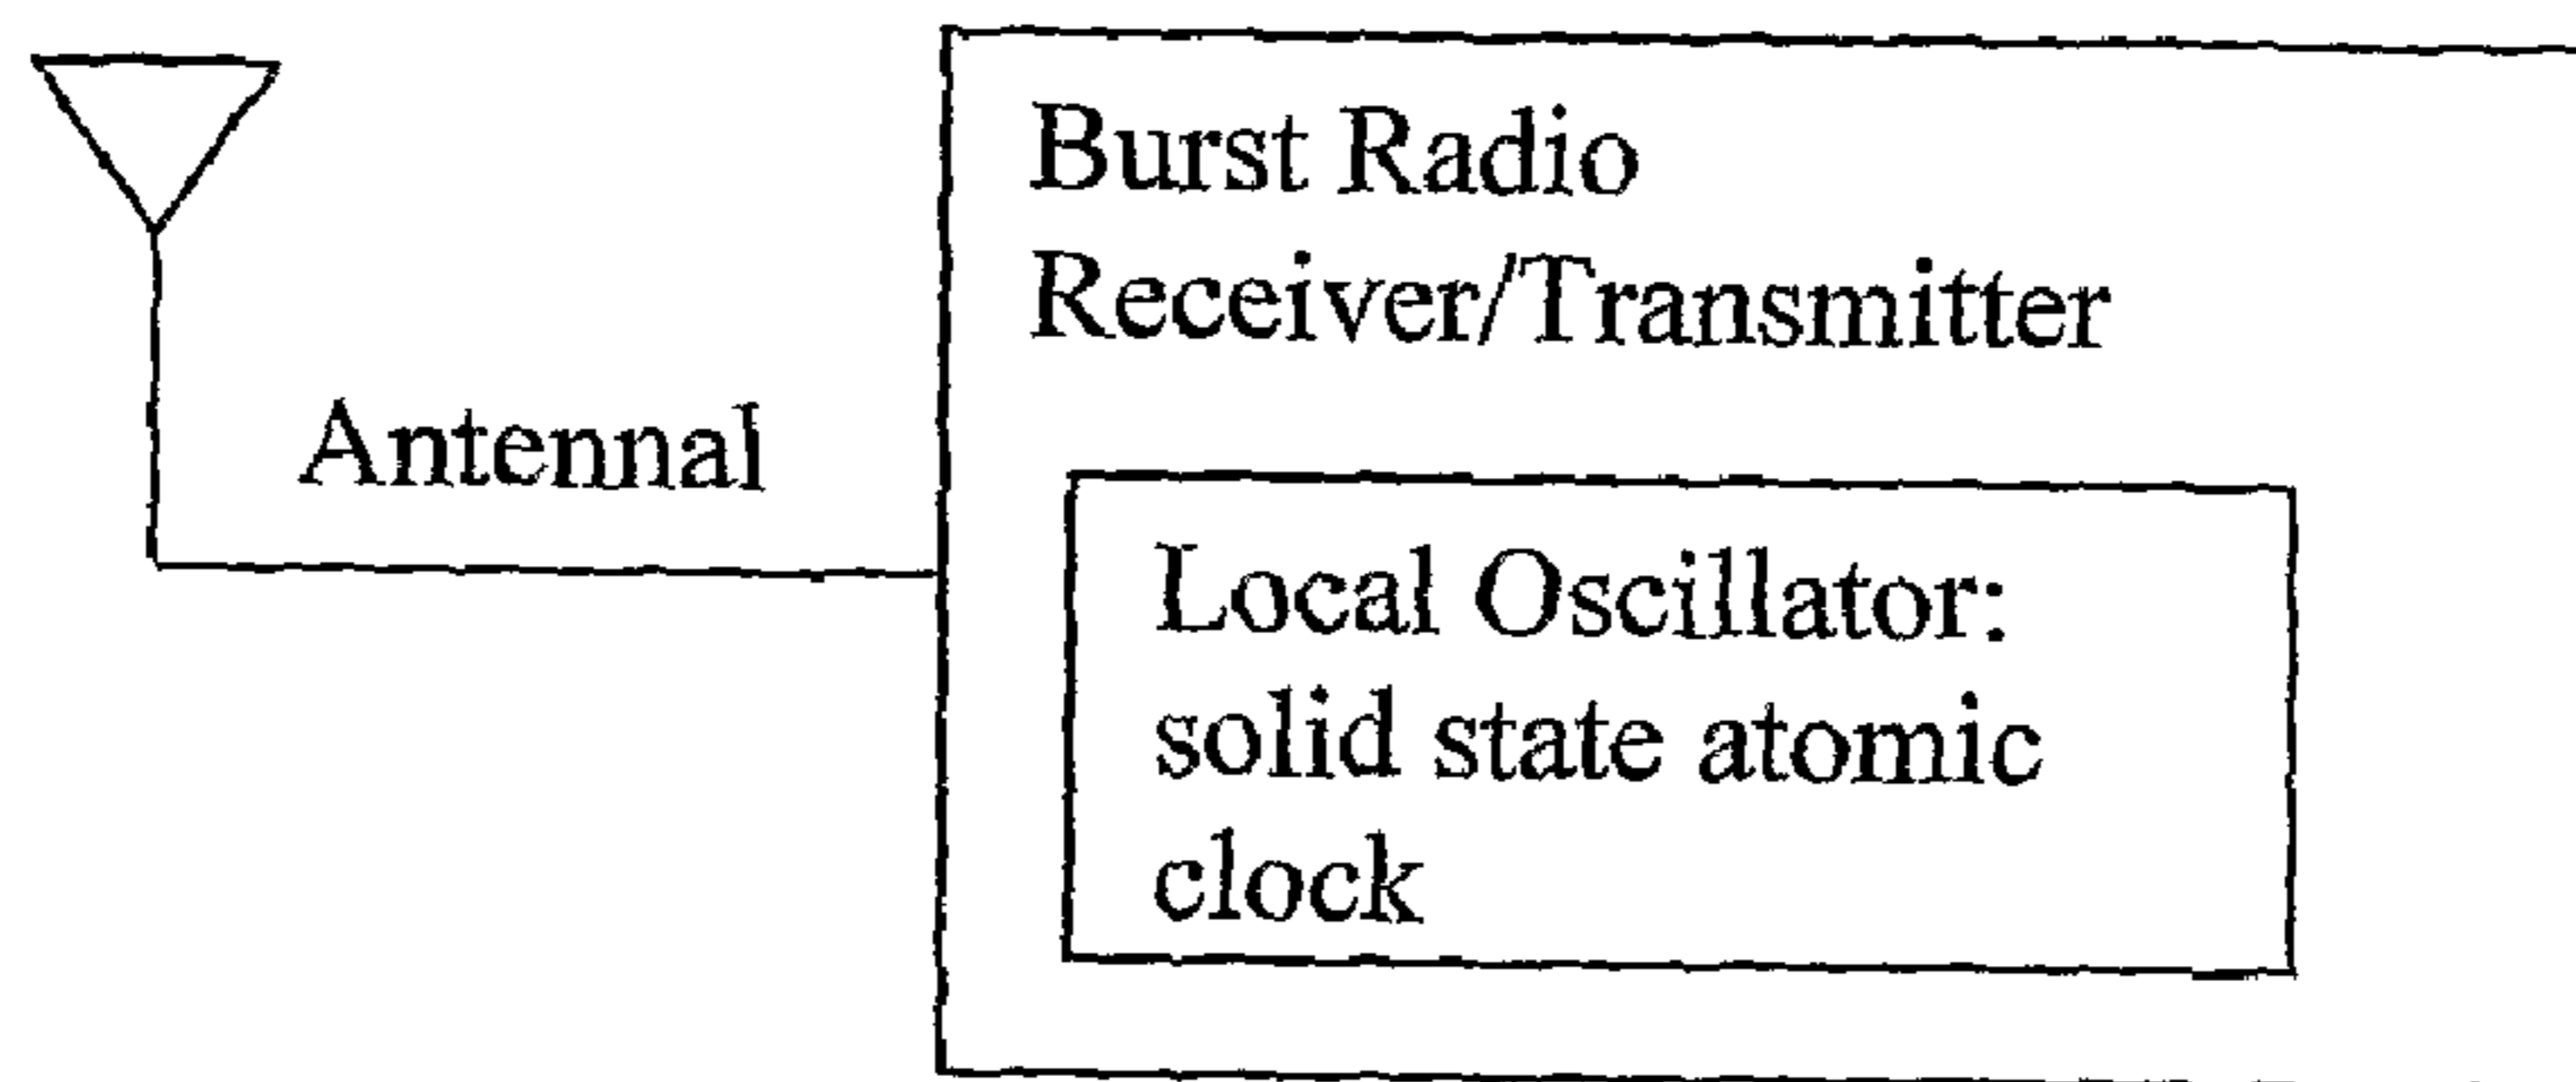 Burst Radio
Receiver/Transmitter
Antennal
Local Oscillator:
solid state atomic
clock